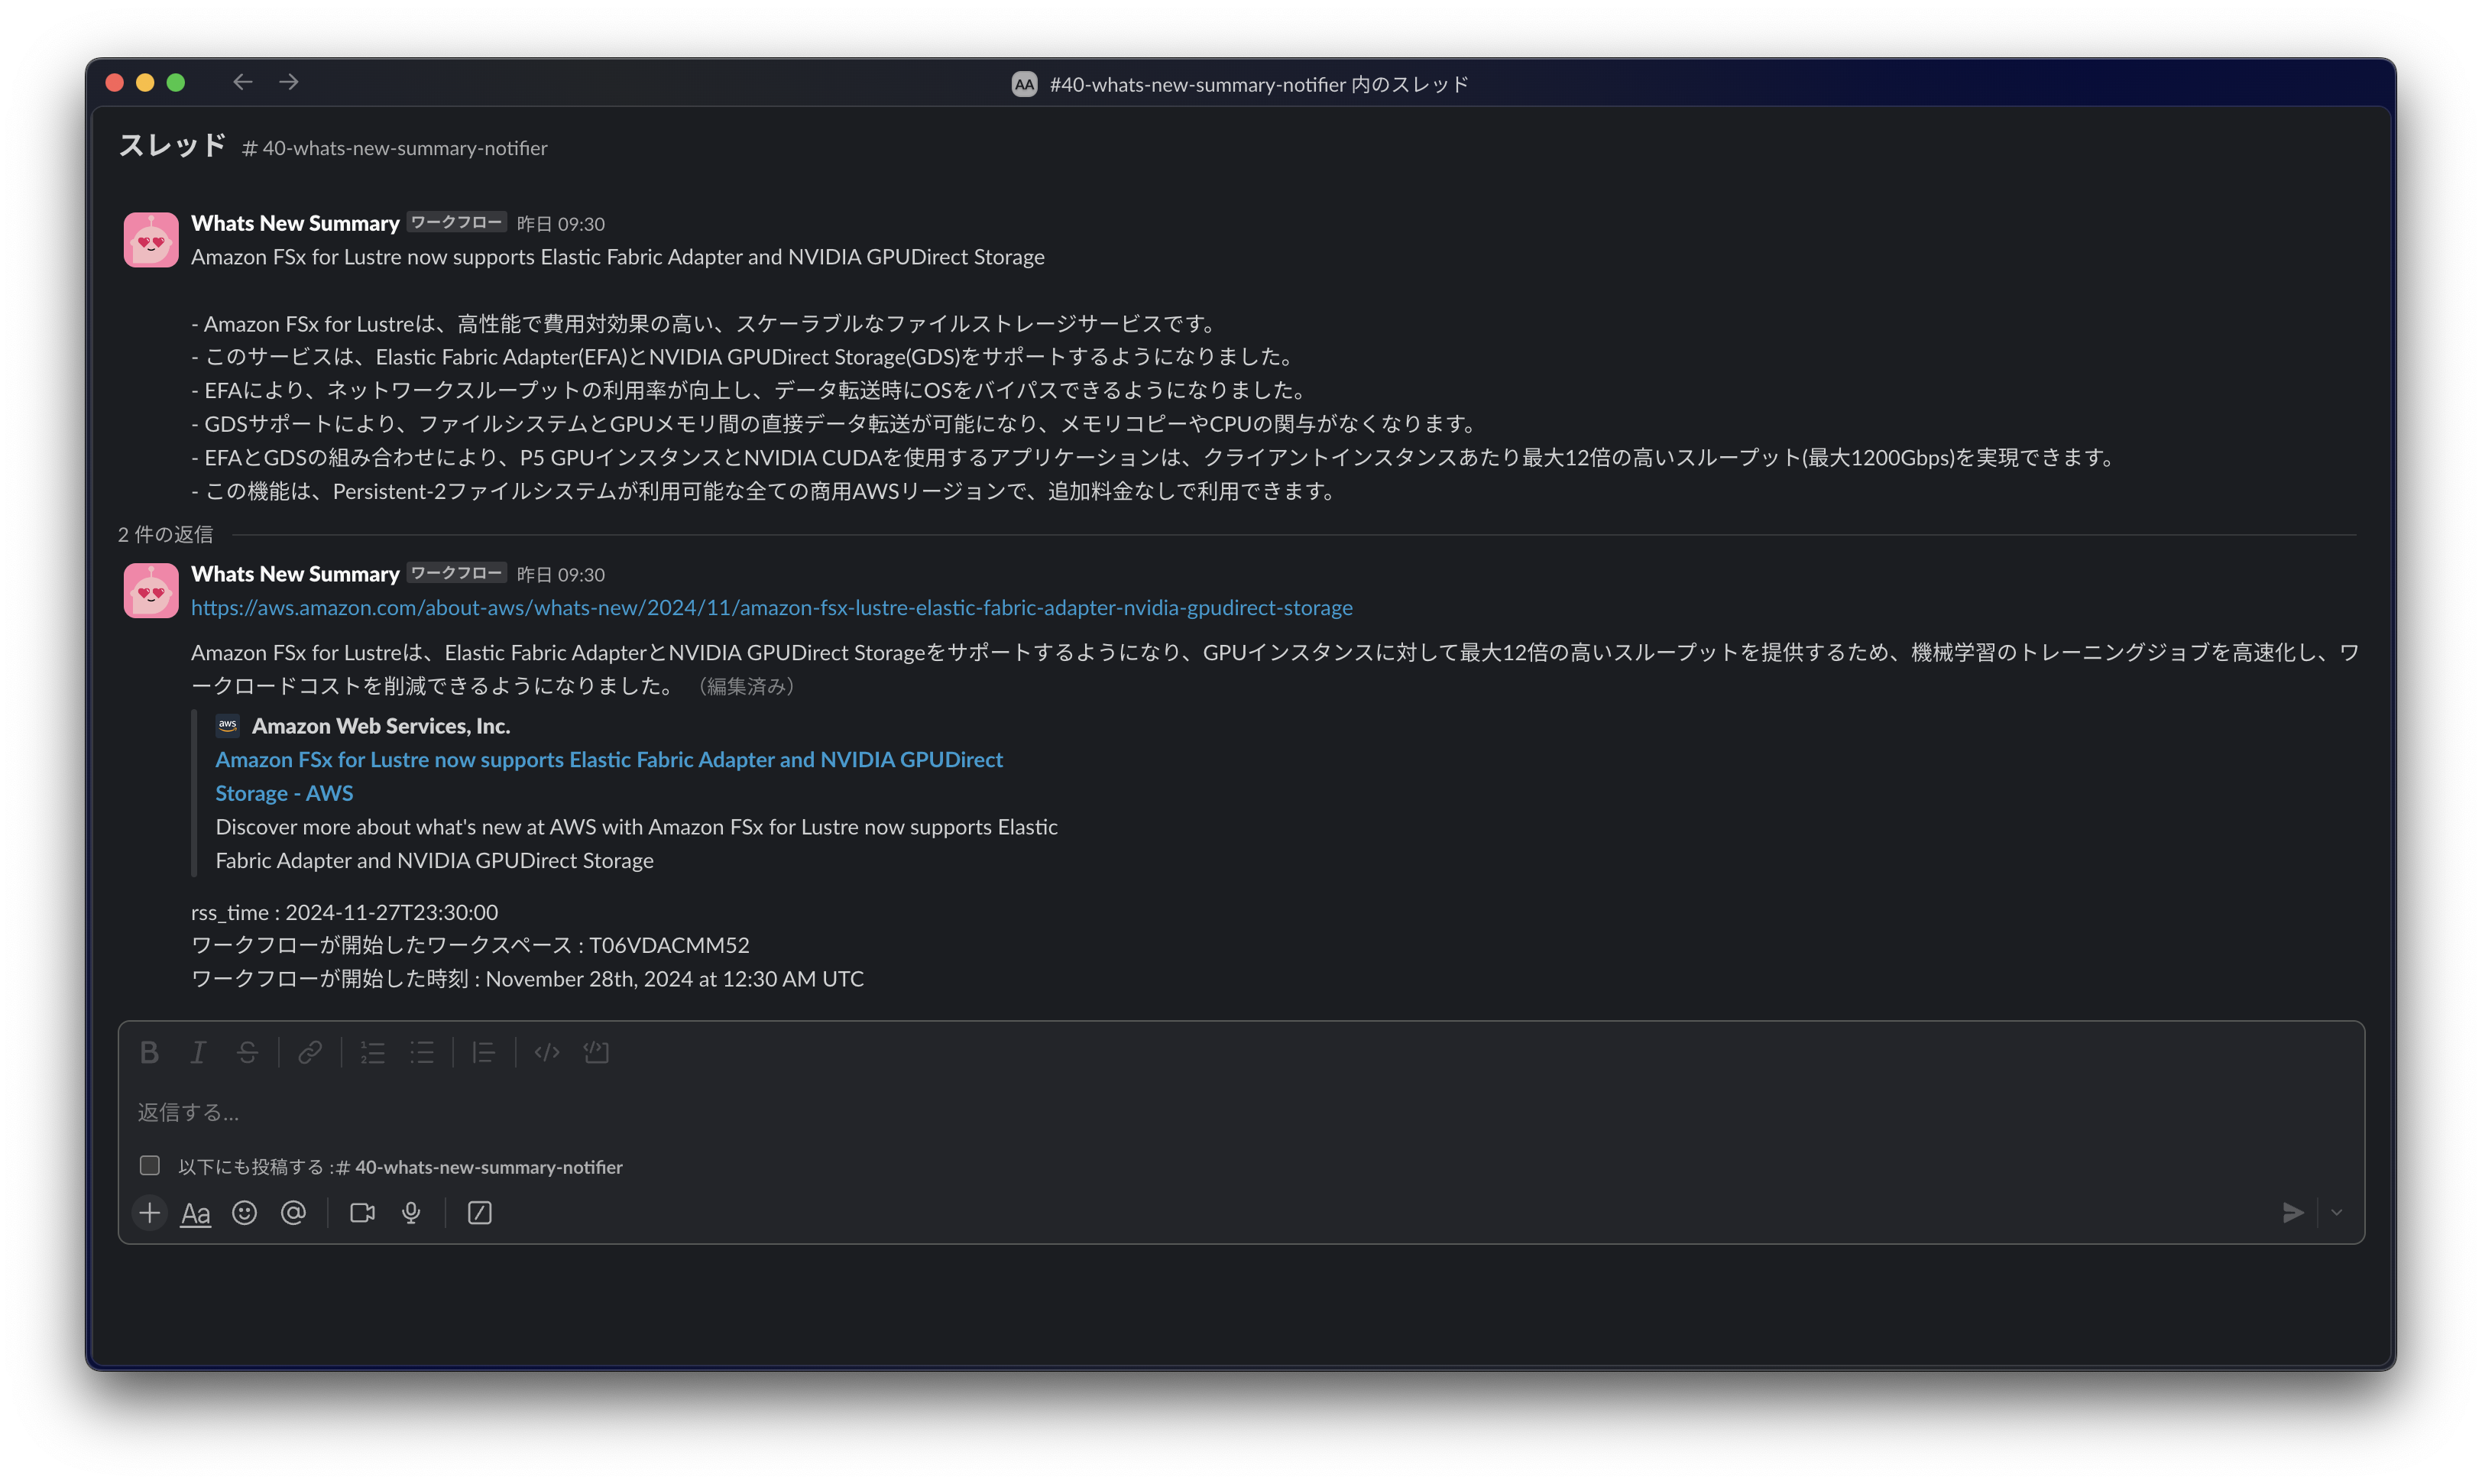 AA #40-whats-new-summary-notifier 内のスレッド
スレッド # 40-whats-new-summary-notifier
Whats New Summary ワークフロー 昨日 09:30
Amazon FSx for Lustre now supports Elastic Fabric Adapter and NVIDIA GPUDirect Storage
- Amazon FSx for Lustreは、高性能で費用対効果の高い、スケーラブルなファイルストレージサービスです。
- このサービスは、Elastic Fabric Adapter(EFA)とNVIDIA GPUDirect Storage(GDS)をサポートするようになりました。
- EFAにより、ネットワークスループットの利用率が向上し、データ転送時にOSをバイパスできるようになりました。
- GDSサポートにより、ファイルシステムとGPUメモリ間の直接データ転送が可能になり、メモリコピーやCPUの関与がなくなります。
- EFAとGDSの組み合わせにより、P5 GPUインスタンスとNVIDIA CUDAを使用するアプリケーションは、クライアントインスタンスあたり最大12倍の高いスループット(最大1200Gbps)を実現できます。
- この機能は、Persistent-2ファイルシステムが利用可能な全ての商用AWSリージョンで、追加料金なしで利用できます。
2 件の返信
Whats New Summary ワークフロー 昨日 09:30
https://aws.amazon.com/about-aws/whats-new/2024/11/amazon-fsx-lustre-elastic-fabric-adapter-nvidia-gpudirect-storage
Amazon FSx for Lustreは、Elastic Fabric AdapterとNVIDIA GPUDirect Storageをサポートするようになり、GPUインスタンスに対して最大12倍の高いスループットを提供するため、機械学習のトレーニングジョブを高速化し、ワ
ークロードコストを削減できるようになりました。 （編集済み）
aws Amazon Web Services, Inc.
Amazon FSx for Lustre now supports Elastic Fabric Adapter and NVIDIA GPUDirect
Storage - AWS
Discover more about what's new at AWS with Amazon FSx for Lustre now supports Elastic
Fabric Adapter and NVIDIA GPUDirect Storage
rss_time : 2024-11-27T23:30:00
ワークフローが開始したワークスペース : T06VDACMM52
ワークフローが開始した時刻 : November 28th, 2024 at 12:30 AM UTC
返信する...
以下にも投稿する :# 40-whats-new-summary-notifier
Aa